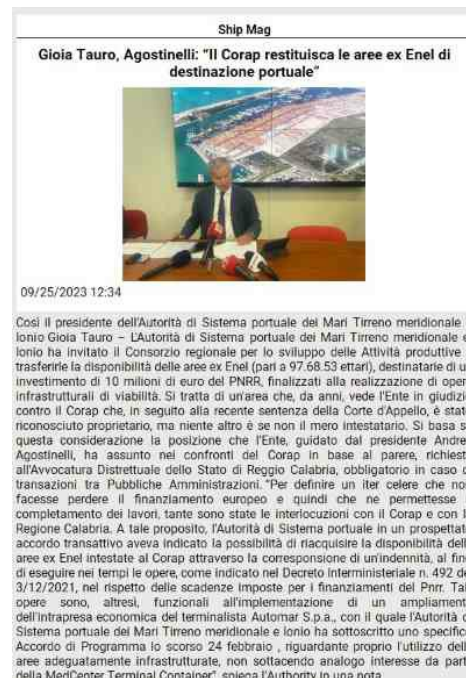 Ship Mag
Gioia Tauro, Agostinelli: “Il Corap restituisca le aree ex Enel di
destinazione portuale”
09/25/2023 12:34
Così il presidente dell'Autorità di Sistema portuale dei Mari Tirreno meridionale
Ionio Gioia Tauro – L'Autorità di Sistema portuale dei Mari Tirreno meridionale e
Ionio ha invitato il Consorzio regionale per lo sviluppo delle Attività produttive
trasferirle la disponibilità delle aree ex Enel (pari a 97.68.53 ettari), destinatarie di u
investimento di 10 milioni di euro del PNRR, finalizzati alla realizzazione di oper
infrastrutturali di viabilità. Si tratta di un'area che, da anni, vede l'Ente in giudizi
contro il Corap che, in seguito alla recente sentenza della Corte d'Appello, è stat
riconosciuto proprietario, ma niente altro è se non il mero intestatario. Si basa s
questa considerazione la posizione che l'Ente, guidato dal presidente Andre
Agostinelli, ha assunto nei confronti del Corap in base al parere, richiest
all'Avvocatura Distrettuale dello Stato di Reggio Calabria, obbligatorio in caso d
transazioni tra Pubbliche Amministrazioni. "Per definire un iter celere che no
facesse perdere il finanziamento europeo e quindi che ne permettesse
completamento dei lavori, tante sono state le interlocuzioni con il Corap e con l
Regione Calabria. A tale proposito, l'Autorità di Sistema portuale in un prospettat
accordo transattivo aveva indicato la possibilità di riacquisire la disponibilità dell
aree ex Enel intestate al Corap attraverso la corresponsione di un'indennità, al fin
di eseguire nei tempi le opere, come indicato nel Decreto Interministeriale n. 492 de
3/12/2021, nel rispetto delle scadenze imposte per i finanziamenti del Pnrr. Tal
opere sono, altresì, funzionali all'implementazione di un ampliament
dell'intrapresa economica del terminalista Automar S.p.a., con il quale l'Autorità d
Sistema portuale dei Mari Tirreno meridionale e Ionio ha sottoscritto uno specific
Accordo di Programma lo scorso 24 febbraio , riguardante proprio l'utilizzo dell
aree adeguatamente infrastrutturate, non sottacendo analogo interesse da part
della MedCenter Terminal Container", spiega l'Authority in una nota.